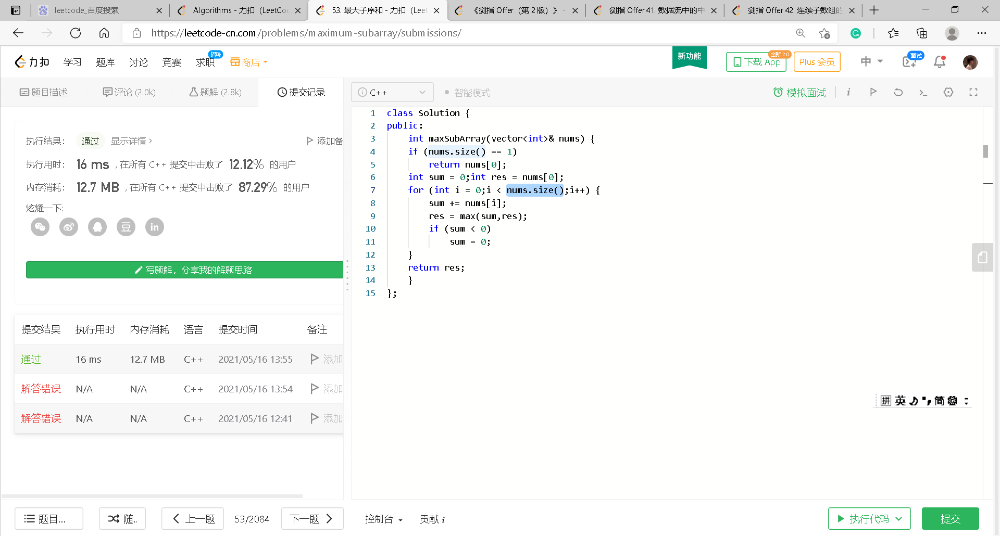 leetcode_百度搜索
Algorithms - 力扣 (LeetCo
53. 最大子序和 - 力扣 (Leet
《剑指 Offer (第 2 版) 》 -
剑指 Offer 41. 数据流中的中
剑指 Offer 42. 连续子数组的
https://leetcode-cn.com/problems/maximum-subarray/submissions/
力扣 学习 题库 讨论 竞赛 求职 招聘 商店
新功能
下载 App 全新 2.0
Plus 会员
中
面试
题目描述
评论 (2.0k)
题解 (2.8k)
提交记录
C++
智能模式
模拟面试
执行结果: 通过 显示详情 > 添加备
执行用时: 16 ms , 在所有 C++ 提交中击败了 12.12% 的用户
内存消耗: 12.7 MB , 在所有 C++ 提交中击败了 87.29% 的用户
炫耀一下:
豆
in
写题解, 分享我的解题思路
提交结果 执行用时 内存消耗 语言 提交时间 备注
通过 16 ms 12.7 MB C++ 2021/05/16 13:55 添加
解答错误 N/A N/A C++ 2021/05/16 13:54 添加
解答错误 N/A N/A C++ 2021/05/16 12:41 添加
1 class Solution {
2 public:
3 int maxSubArray(vector<int>& nums) {
4 if (nums.size() == 1)
5 return nums[0];
6 int sum = 0;int res = nums[0];
7 for (int i = 0;i < nums.size();i++) {
8 sum += nums[i];
9 res = max(sum,res);
10 if (sum < 0)
11 sum = 0;
12 }
13 return res;
14 }
15 };
拼 英 简
题目...
随..
上一题
53/2084
下一题
控制台
贡献 i
执行代码
提交